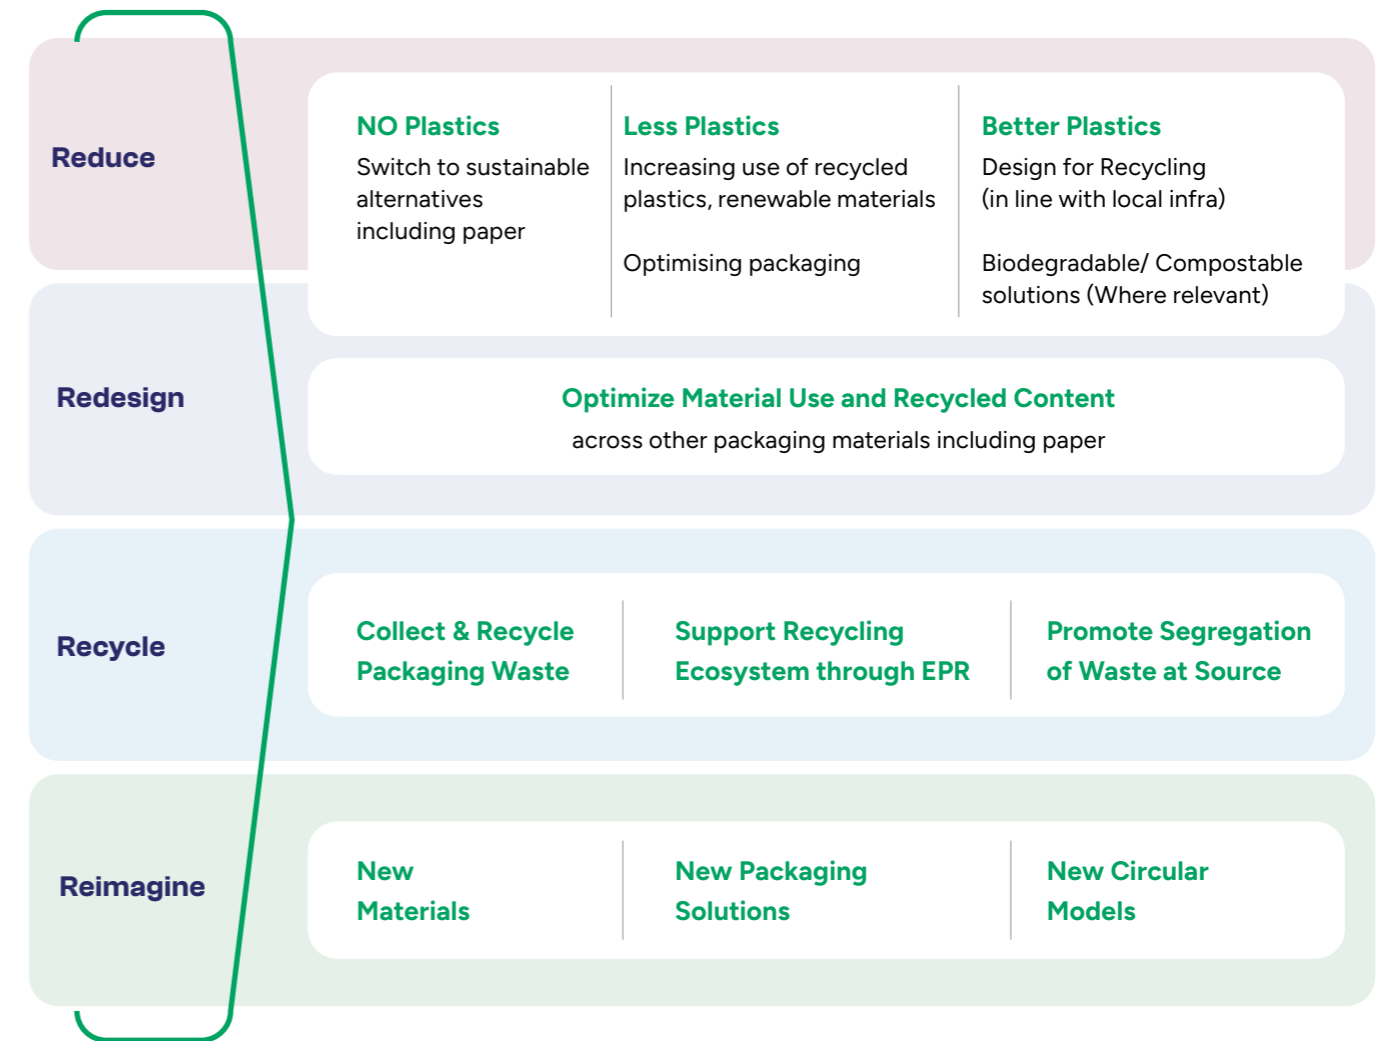 Reduce
NO Plastics
Switch to sustainable
alternatives
including paper
Less Plastics
Increasing use of recycled
plastics, renewable materials
Optimising packaging
Better Plastics
Design for Recycling
(in line with local infra)
Biodegradable/ Compostable
solutions (Where relevant)
Redesign
Optimize Material Use and Recycled Content
across other packaging materials including paper
Recycle
Collect & Recycle
Packaging Waste
Support Recycling
Ecosystem through EPR
Promote Segregation
of Waste at Source
Reimagine
New
Materials
New Packaging
Solutions
New Circular
Models